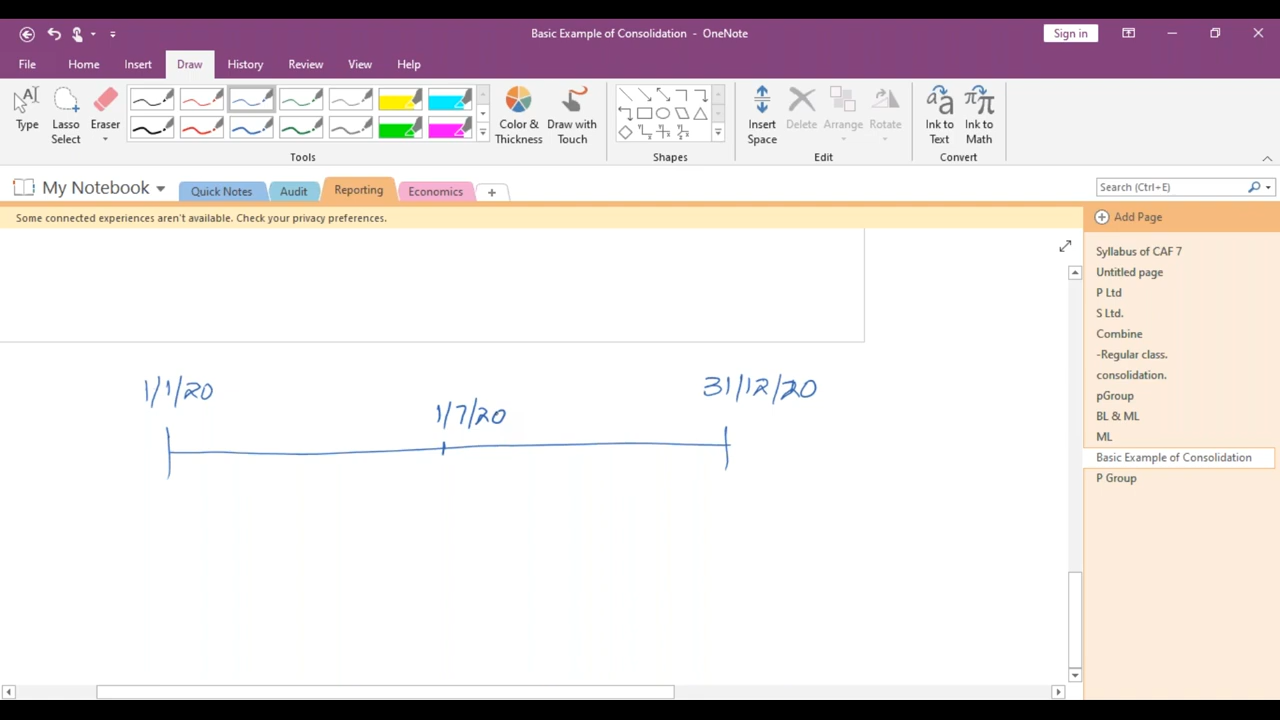 Basic Example of Consolidation - OneNote
Sign in
File Home Insert Draw History Review View Help
Type
Lasso Select
Eraser
Color & Thickness
Draw with Touch
Insert Space
Delete
Arrange
Rotate
Ink to Text
Ink to Math
Tools
Shapes
Edit
Convert
My Notebook
Quick Notes
Audit
Reporting
Economics
Search (Ctrl+E)
Some connected experiences aren't available. Check your privacy preferences.
Add Page
Syllabus of CAF 7
Untitled page
P Ltd
S Ltd.
Combine
-Regular class.
consolidation.
pGroup
BL & ML
ML
Basic Example of Consolidation
P Group
1/1/20
1/7/20
31/12/20